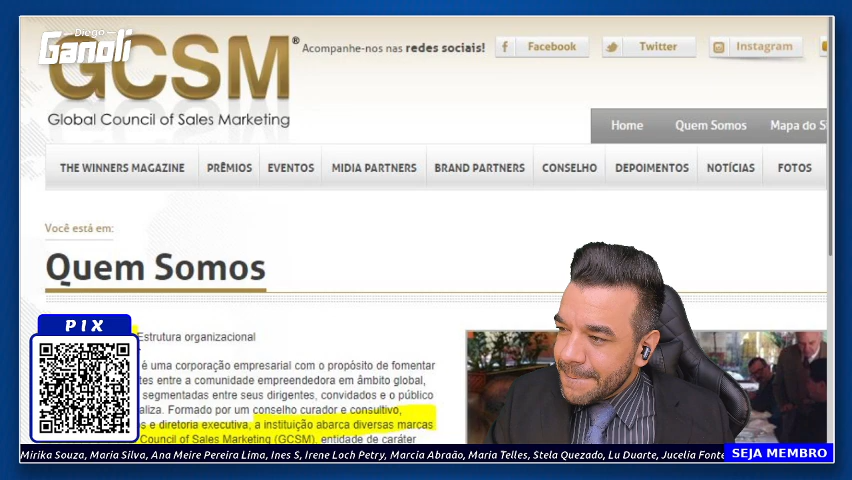 Diego
Ganoli
GCSM®
Global Council of Sales Marketing
Acompanhe-nos nas redes sociais!
Facebook
Twitter
Instagram
Home
Quem Somos
Mapa do S
THE WINNERS MAGAZINE
PRÊMIOS
EVENTOS
MIDIA PARTNERS
BRAND PARTNERS
CONSELHO
DEPOIMENTOS
NOTÍCIAS
FOTOS
Você está em:
Quem Somos
Estrutura organizacional
é uma corporação empresarial com o propósito de fomentar
tes entre a comunidade empreendedora em âmbito global,
segmentadas entre seus dirigentes, convidados e o público
aliza. Formado por um conselho curador e consultivo,
s e diretoria executiva, a instituição abarca diversas marcas
Council of Sales Marketing (GCSM), entidade de caráter
PIX
Mirika Souza, Maria Silva, Ana Meire Pereira Lima, Ines S, Irene Loch Petry, Marcia Abraão, Maria Telles, Stela Quezado, Lu Duarte, Jucelia Fonte
SEJA MEMBRO